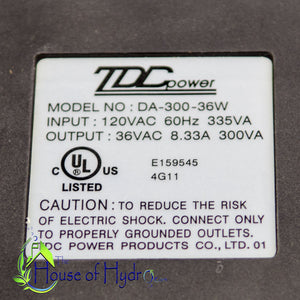 TDC power
MODEL NO : DA-300-36W
INPUT : 120VAC 60Hz 335VA
OUTPUT : 36VAC 8.33A 300VA
C UL US
LISTED
E159545
4G11
CAUTION : TO REDUCE THE RISK
OF ELECTRIC SHOCK. CONNECT ONLY
TO PROPERLY GROUNDED OUTLETS.
TDC POWER PRODUCTS CO., LTD. 01
House of Hydro